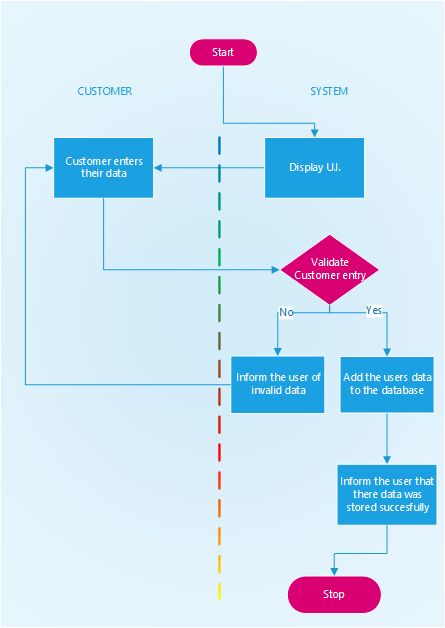 Start
CUSTOMER
SYSTEM
Customer enters
their data
Display U.I.
Validate
Customer entry
No
Yes
Inform the user of
invalid data
Add the users data
to the database
Inform the user that
there data was
stored succesfully
Stop